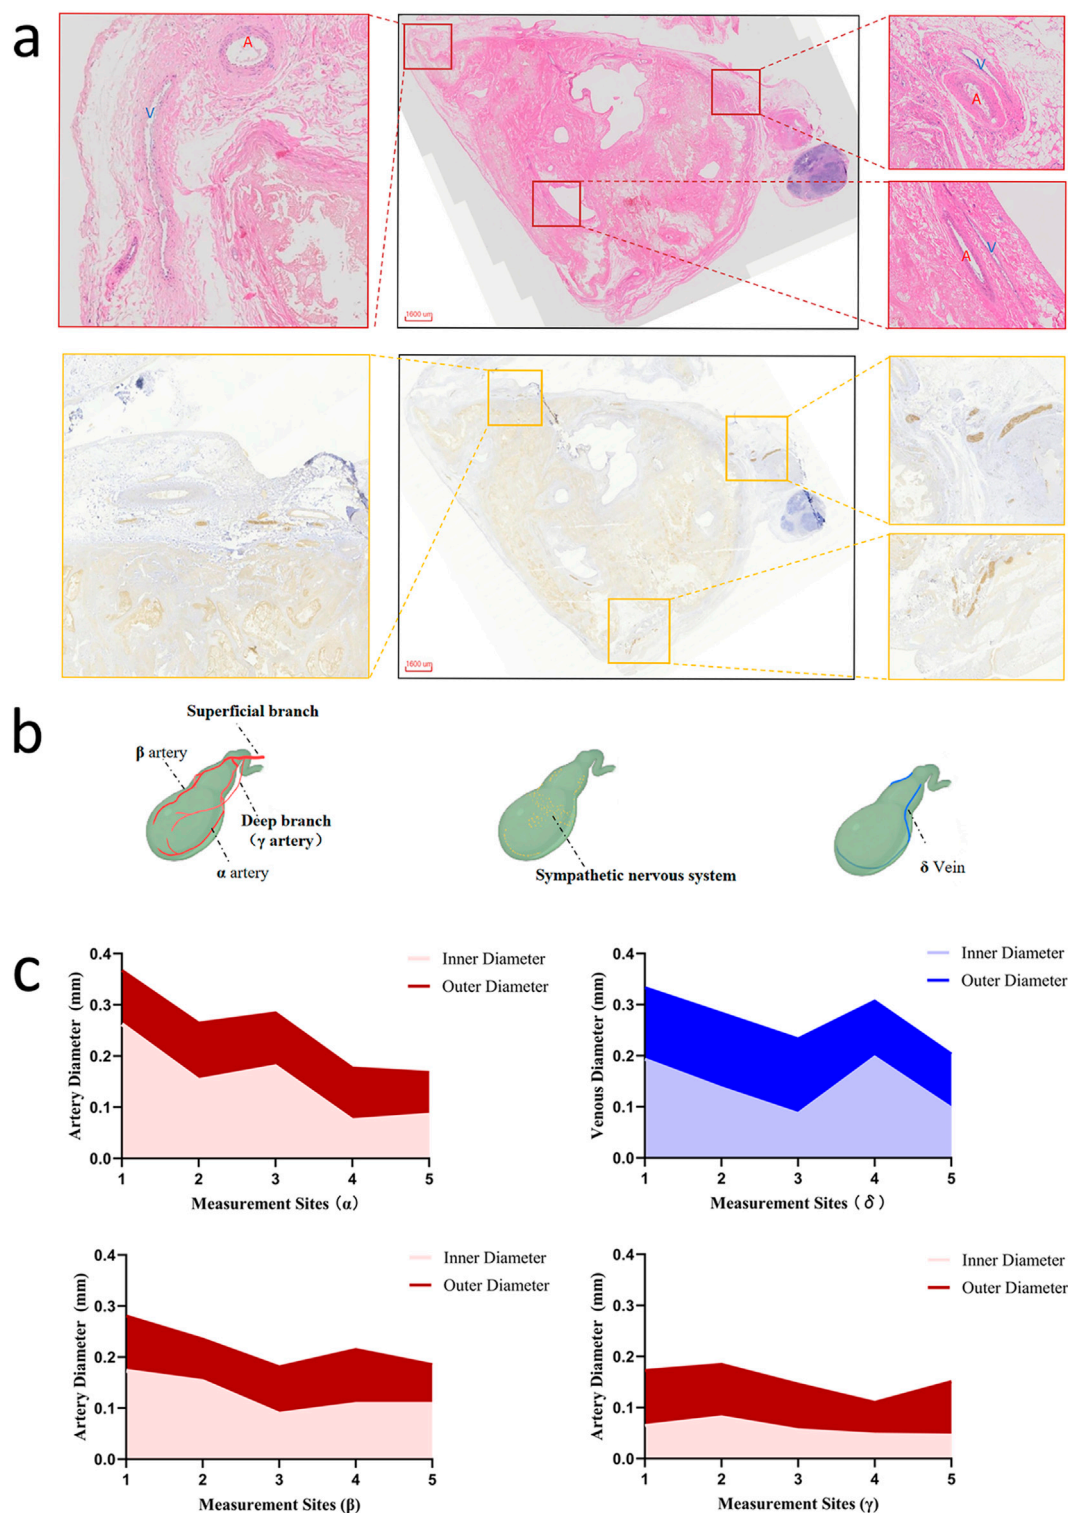 a
A
V
1600 um
V
A
V
A
1600 um
b
Superficial branch
β artery
Deep branch
(γ artery)
α artery
Sympathetic nervous system
δ Vein
c
Artery Diameter (mm)
0.4
0.3
0.2
0.1
0.0
1 2 3 4 5
Measurement Sites (α)
Inner Diameter
Outer Diameter
Venous Diameter (mm)
0.4
0.3
0.2
0.1
0.0
1 2 3 4 5
Measurement Sites (δ)
Inner Diameter
Outer Diameter
Artery Diameter (mm)
0.4
0.3
0.2
0.1
0.0
1 2 3 4 5
Measurement Sites (β)
Inner Diameter
Outer Diameter
Artery Diameter (mm)
0.4
0.3
0.2
0.1
0.0
1 2 3 4 5
Measurement Sites (γ)
Inner Diameter
Outer Diameter